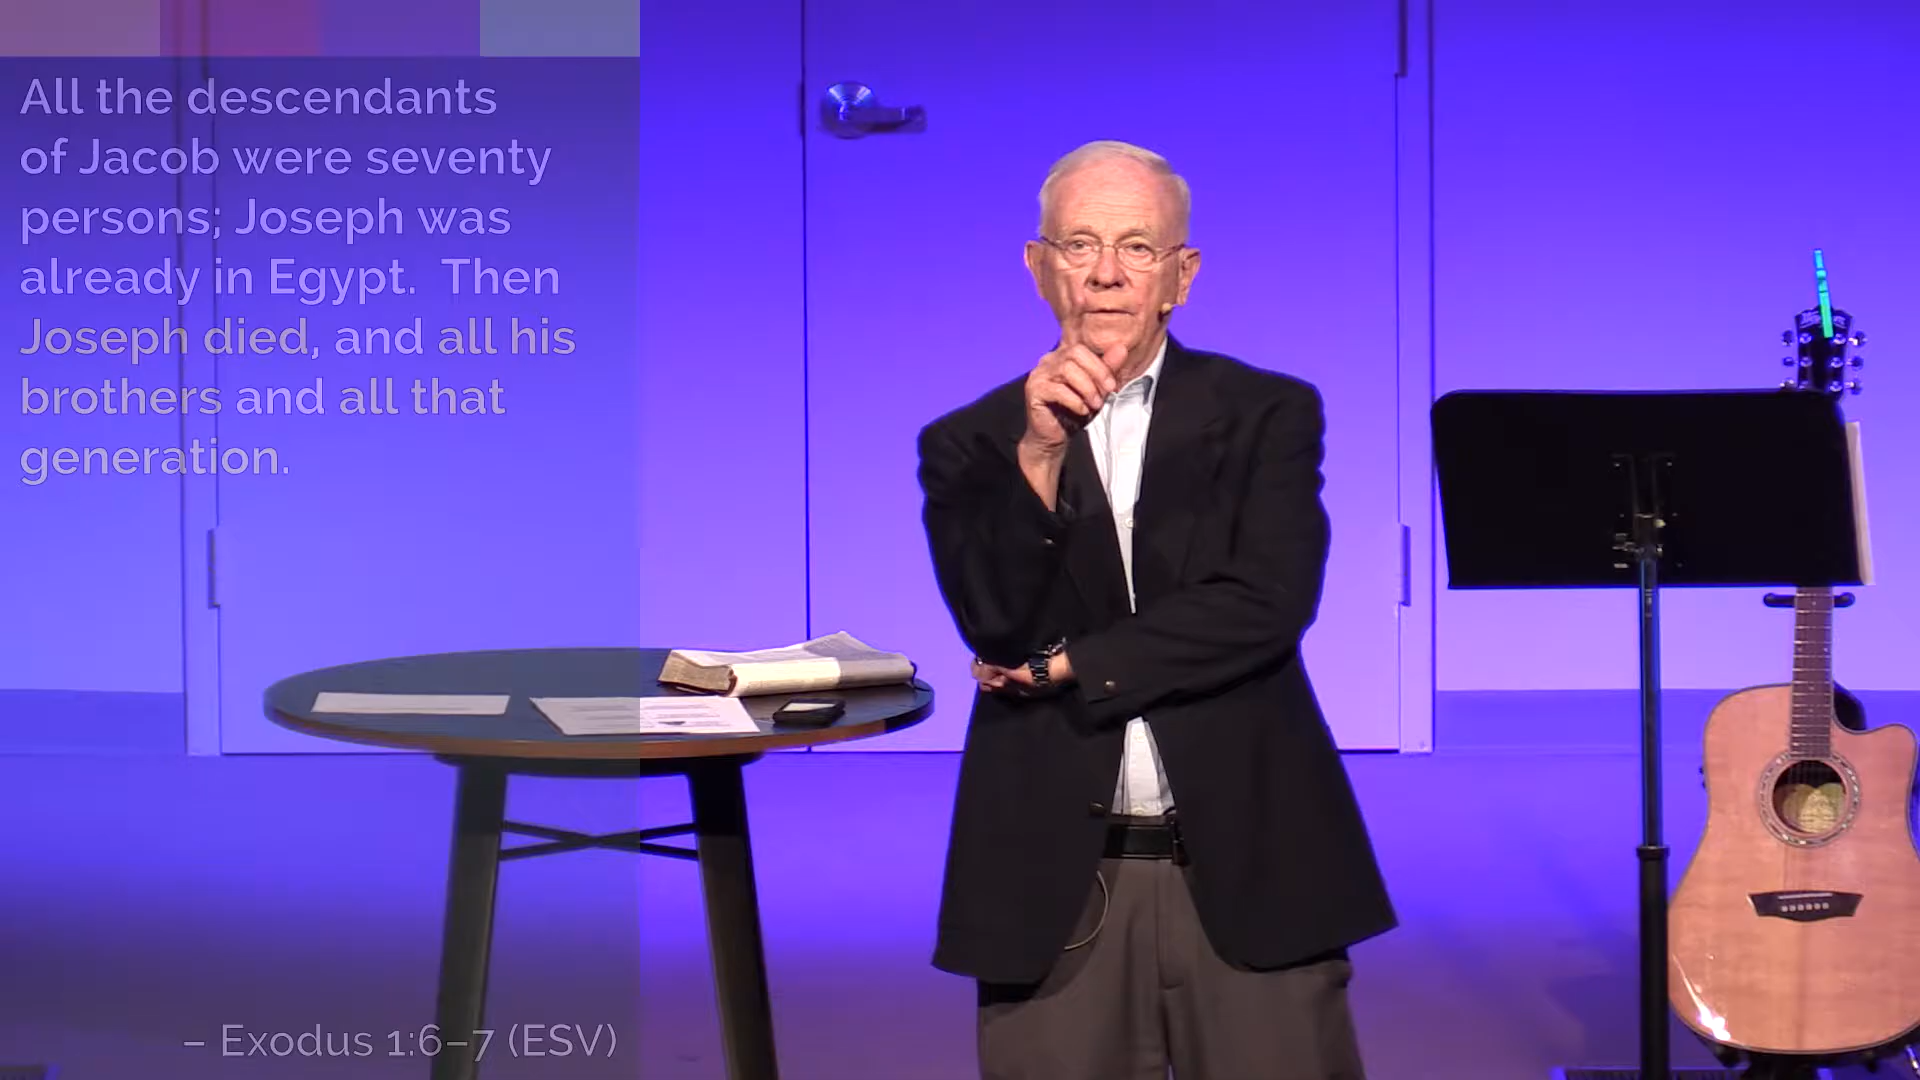 All the descendants
of Jacob were seventy
persons; Joseph was
already in Egypt.  Then
Joseph died, and all his
brothers and all that
generation.
– Exodus 1:6–7 (ESV)